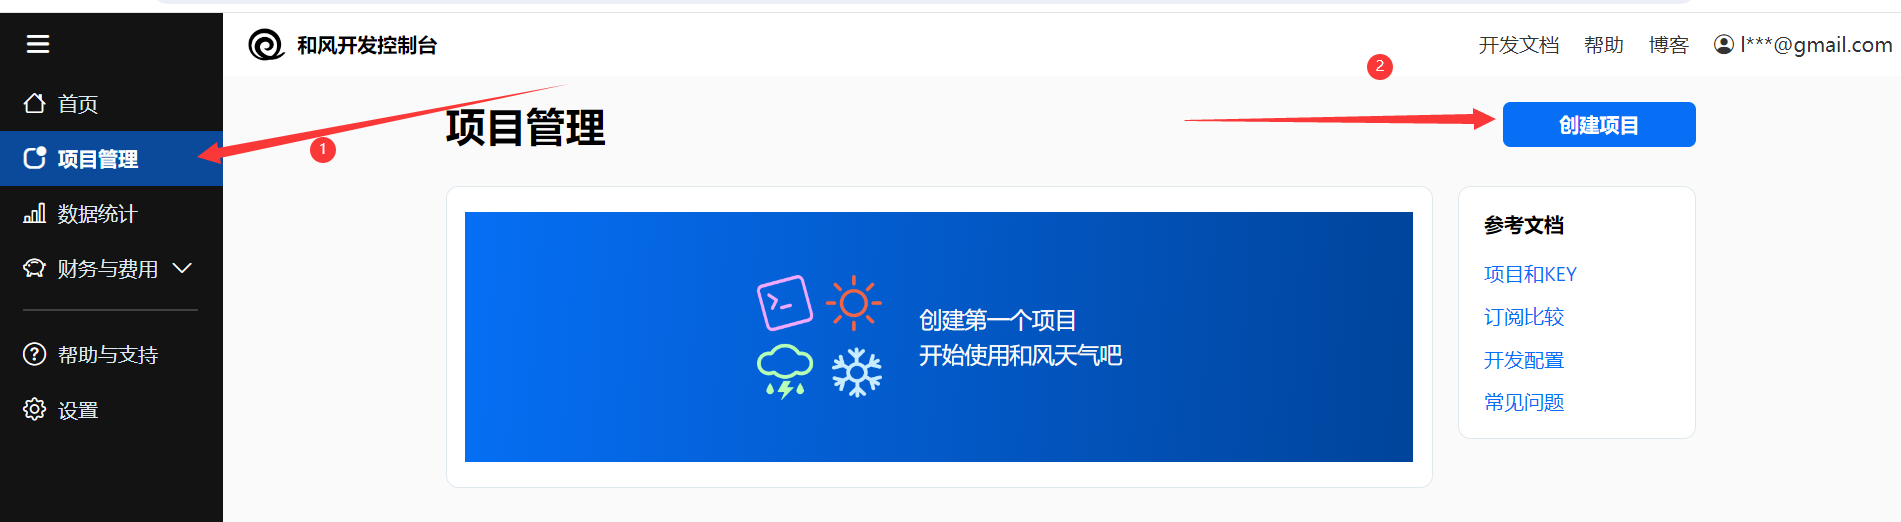 和风开发控制台
开发文档 帮助 博客 l***@gmail.com
首页
项目管理
数据统计
财务与费用
帮助与支持
设置
1
2
项目管理
创建项目
创建第一个项目
开始使用和风天气吧
参考文档
项目和KEY
订阅比较
开发配置
常见问题